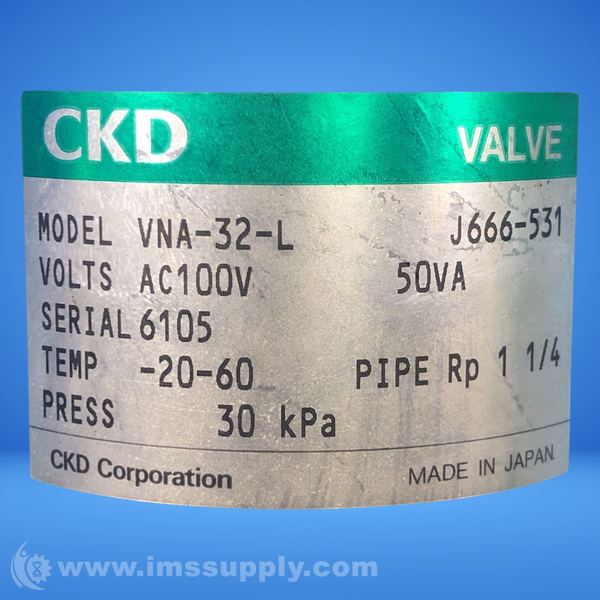 CKD VALVE
MODEL VNA-32-L J666-531
VOLTS AC100V 50VA
SERIAL 6105
TEMP -20-60 PIPE Rp 1 1/4
PRESS 30 kPa
CKD Corporation MADE IN JAPAN
www.imssupply.com